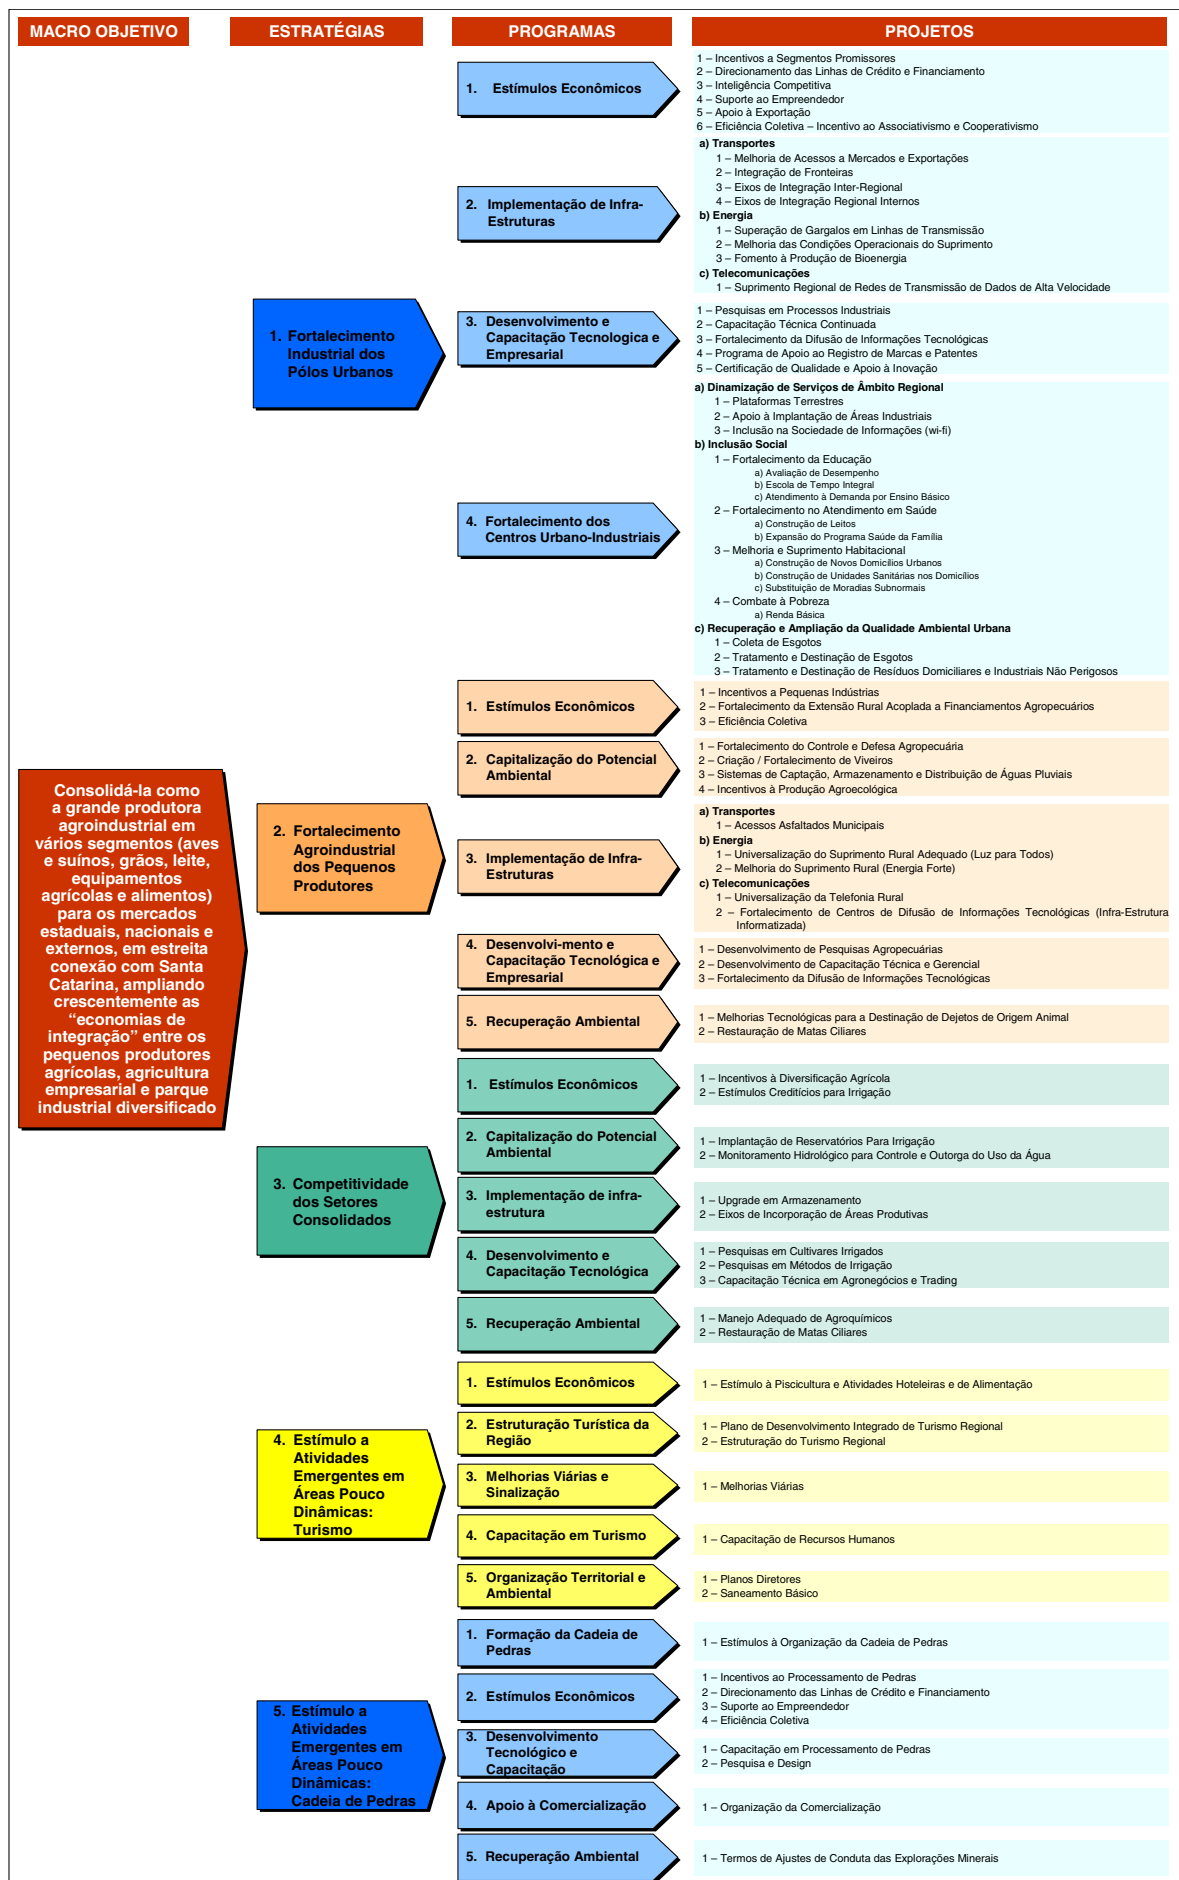 MACRO OBJETIVO
ESTRATÉGIAS
PROGRAMAS
PROJETOS
Consolidá-la como
a grande produtora
agroindustrial em
vários segmentos (aves
e suínos, grãos, leite,
equipamentos
agrícolas e alimentos)
para os mercados
estaduais, nacionais e
externos, em estreita
conexão com Santa
Catarina, ampliando
crescentemente as
“economias de
integração” entre os
pequenos produtores
agrícolas, agricultura
empresarial e parque
industrial diversificado
1. Fortalecimento
Industrial dos
Pólos Urbanos
1. Estímulos Econômicos
1 – Incentivos a Segmentos Promissores
2 – Direcionamento das Linhas de Crédito e Financiamento
3 – Inteligência Competitiva
4 – Suporte ao Empreendedor
5 – Apoio à Exportação
6 – Eficiência Coletiva – Incentivo ao Associativismo e Cooperativismo
2. Implementação de Infra-
Estruturas
a) Transportes
1 – Melhoria de Acessos a Mercados e Exportações
2 – Integração de Fronteiras
3 – Eixos de Integração Inter-Regional
4 – Eixos de Integração Regional Internos
b) Energia
1 – Superação de Gargalos em Linhas de Transmissão
2 – Melhoria das Condições Operacionais do Suprimento
3 – Fomento à Produção de Bioenergia
c) Telecomunicações
1 – Suprimento Regional de Redes de Transmissão de Dados de Alta Velocidade
3. Desenvolvimento e
Capacitação Tecnologica e
Empresarial
1 – Pesquisas em Processos Industriais
2 – Capacitação Técnica Continuada
3 – Fortalecimento da Difusão de Informações Tecnológicas
4 – Programa de Apoio ao Registro de Marcas e Patentes
5 – Certificação de Qualidade e Apoio à Inovação
4. Fortalecimento dos
Centros Urbano-Industriais
a) Dinamização de Serviços de Âmbito Regional
1 – Plataformas Terrestres
2 – Apoio à Implantação de Áreas Industriais
3 – Inclusão na Sociedade de Informações (wi-fi)
b) Inclusão Social
1 – Fortalecimento da Educação
a) Avaliação de Desempenho
b) Escola de Tempo Integral
c) Atendimento à Demanda por Ensino Básico
2 – Fortalecimento no Atendimento em Saúde
a) Construção de Leitos
b) Expansão do Programa Saúde da Família
3 – Melhoria e Suprimento Habitacional
a) Construção de Novos Domicílios Urbanos
b) Construção de Unidades Sanitárias nos Domicílios
c) Substituição de Moradias Subnormais
4 – Combate à Pobreza
a) Renda Básica
c) Recuperação e Ampliação da Qualidade Ambiental Urbana
1 – Coleta de Esgotos
2 – Tratamento e Destinação de Esgotos
3 – Tratamento e Destinação de Resíduos Domiciliares e Industriais Não Perigosos
2. Fortalecimento
Agroindustrial
dos Pequenos
Produtores
1. Estímulos Econômicos
1 – Incentivos a Pequenas Indústrias
2 – Fortalecimento da Extensão Rural Acoplada a Financiamentos Agropecuários
3 – Eficiência Coletiva
2. Capitalização do Potencial
Ambiental
1 – Fortalecimento do Controle e Defesa Agropecuária
2 – Criação / Fortalecimento de Viveiros
3 – Sistemas de Captação, Armazenamento e Distribuição de Águas Pluviais
4 – Incentivos à Produção Agroecológica
3. Implementação de Infra-
Estruturas
a) Transportes
1 – Acessos Asfaltados Municipais
b) Energia
1 – Universalização do Suprimento Rural Adequado (Luz para Todos)
2 – Melhoria do Suprimento Rural (Energia Forte)
c) Telecomunicações
1 – Universalização da Telefonia Rural
2 – Fortalecimento de Centros de Difusão de Informações Tecnológicas (Infra-Estrutura
Informatizada)
4. Desenvolvi-mento e
Capacitação Tecnológica e
Empresarial
1 – Desenvolvimento de Pesquisas Agropecuárias
2 – Desenvolvimento de Capacitação Técnica e Gerencial
3 – Fortalecimento da Difusão de Informações Tecnológicas
5. Recuperação Ambiental
1 – Melhorias Tecnológicas para a Destinação de Dejetos de Origem Animal
2 – Restauração de Matas Ciliares
3. Competitividade
dos Setores
Consolidados
1. Estímulos Econômicos
1 – Incentivos à Diversificação Agrícola
2 – Estímulos Creditícios para Irrigação
2. Capitalização do Potencial
Ambiental
1 – Implantação de Reservatórios Para Irrigação
2 – Monitoramento Hidrológico para Controle e Outorga do Uso da Água
3. Implementação de infra-
estrutura
1 – Upgrade em Armazenamento
2 – Eixos de Incorporação de Áreas Produtivas
4. Desenvolvimento e
Capacitação Tecnológica
1 – Pesquisas em Cultivares Irrigados
2 – Pesquisas em Métodos de Irrigação
3 – Capacitação Técnica em Agronegócios e Trading
5. Recuperação Ambiental
1 – Manejo Adequado de Agroquímicos
2 – Restauração de Matas Ciliares
4. Estímulo a
Atividades
Emergentes em
Áreas Pouco
Dinâmicas:
Turismo
1. Estímulos Econômicos
1 – Estímulo à Piscicultura e Atividades Hoteleiras e de Alimentação
2. Estruturação Turística da
Região
1 – Plano de Desenvolvimento Integrado de Turismo Regional
2 – Estruturação do Turismo Regional
3. Melhorias Viárias e
Sinalização
1 – Melhorias Viárias
4. Capacitação em Turismo
1 – Capacitação de Recursos Humanos
5. Organização Territorial e
Ambiental
1 – Planos Diretores
2 – Saneamento Básico
5. Estímulo a
Atividades
Emergentes em
Áreas Pouco
Dinâmicas:
Cadeia de Pedras
1. Formação da Cadeia de
Pedras
1 – Estímulos à Organização da Cadeia de Pedras
2. Estímulos Econômicos
1 – Incentivos ao Processamento de Pedras
2 – Direcionamento das Linhas de Crédito e Financiamento
3 – Suporte ao Empreendedor
4 – Eficiência Coletiva
3. Desenvolvimento
Tecnológico e
Capacitação
1 – Capacitação em Processamento de Pedras
2 – Pesquisa e Design
4. Apoio à Comercialização
1 – Organização da Comercialização
5. Recuperação Ambiental
1 – Termos de Ajustes de Conduta das Explorações Minerais